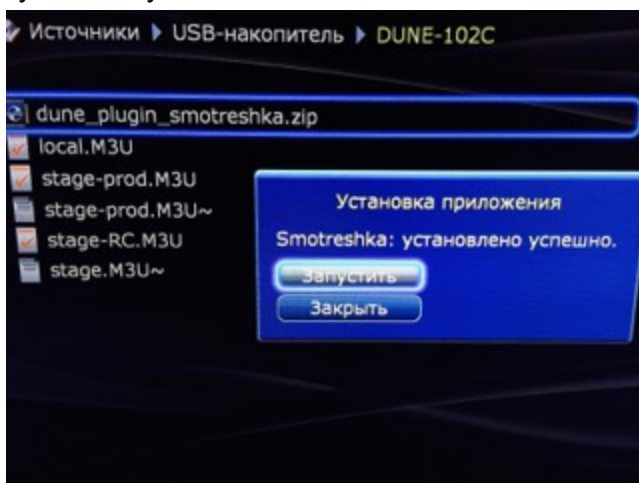 Источники USB-накопитель DUNE-102C
dune_plugin_smotreshka.zip
local.M3U
stage-prod.M3U
stage-prod.M3U~
stage-RC.M3U
stage.M3U~
Установка приложения
Smotreshka: установлено успешно.
Запустить
Закрыть